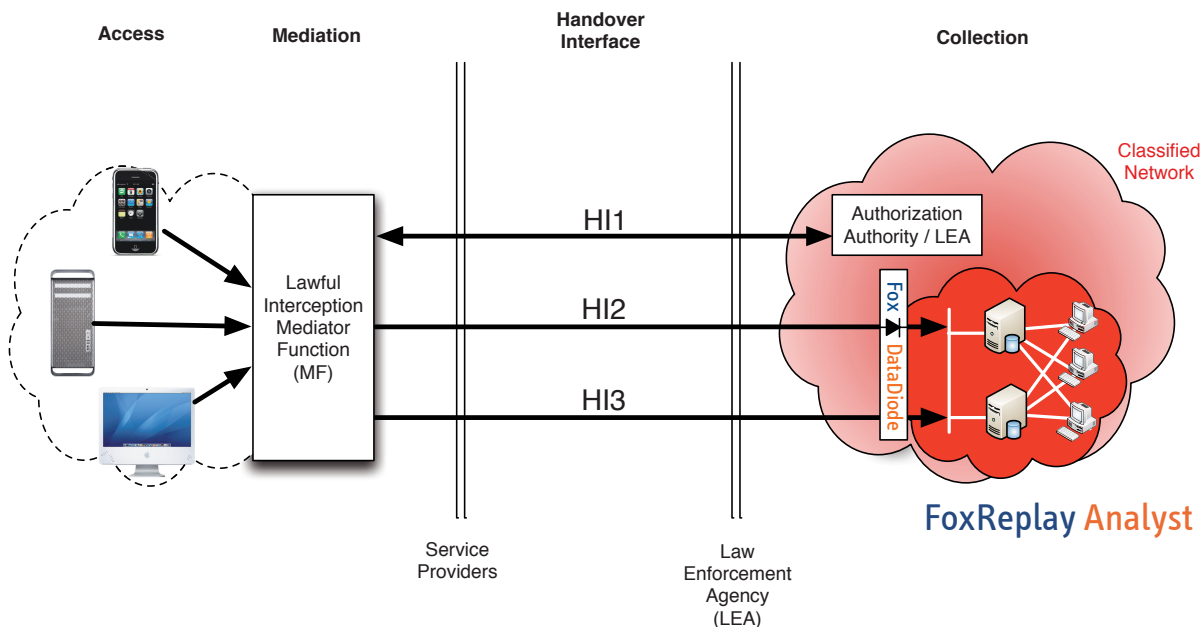 Access
Mediation
Handover
Interface
Collection
Classified
Network
Lawful
Interception
Mediator
Function
(MF)
HI1
HI2
HI3
Authorization
Authority / LEA
Fox
DataDiode
FoxReplay Analyst
Service
Providers
Law
Enforcement
Agency
(LEA)